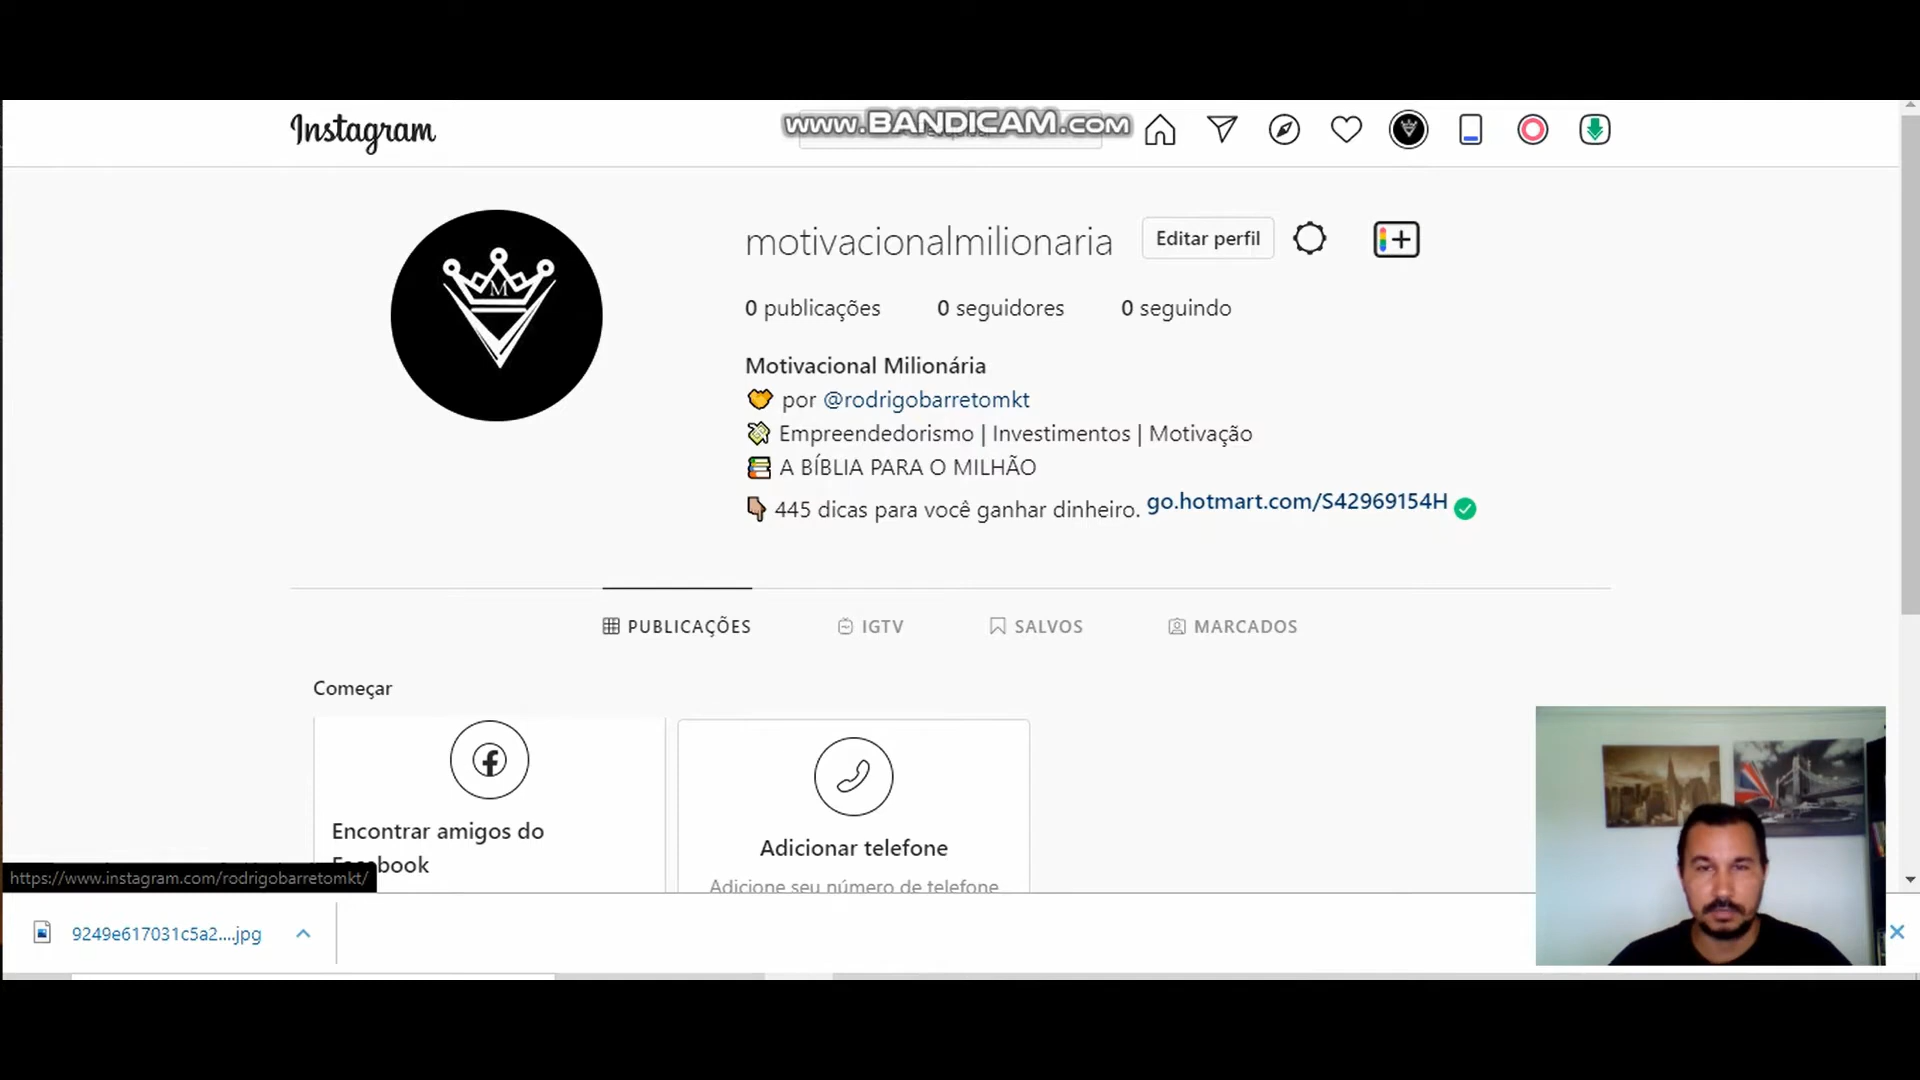 Instagram
www.BANDICAM.com
motivacionalmilionaria
Editar perfil
0 publicações
0 seguidores
0 seguindo
Motivacional Milionária
por @rodrigobarretomkt
Empreendedorismo | Investimentos | Motivação
A BÍBLIA PARA O MILHÃO
445 dicas para você ganhar dinheiro. go.hotmart.com/S42969154H
PUBLICAÇÕES
IGTV
SALVOS
MARCADOS
Começar
Encontrar amigos do
Facebook
Adicionar telefone
Adicione seu número de telefone
https://www.instagram.com/rodrigobarretomkt/
9249e617031c5a2....jpg
M